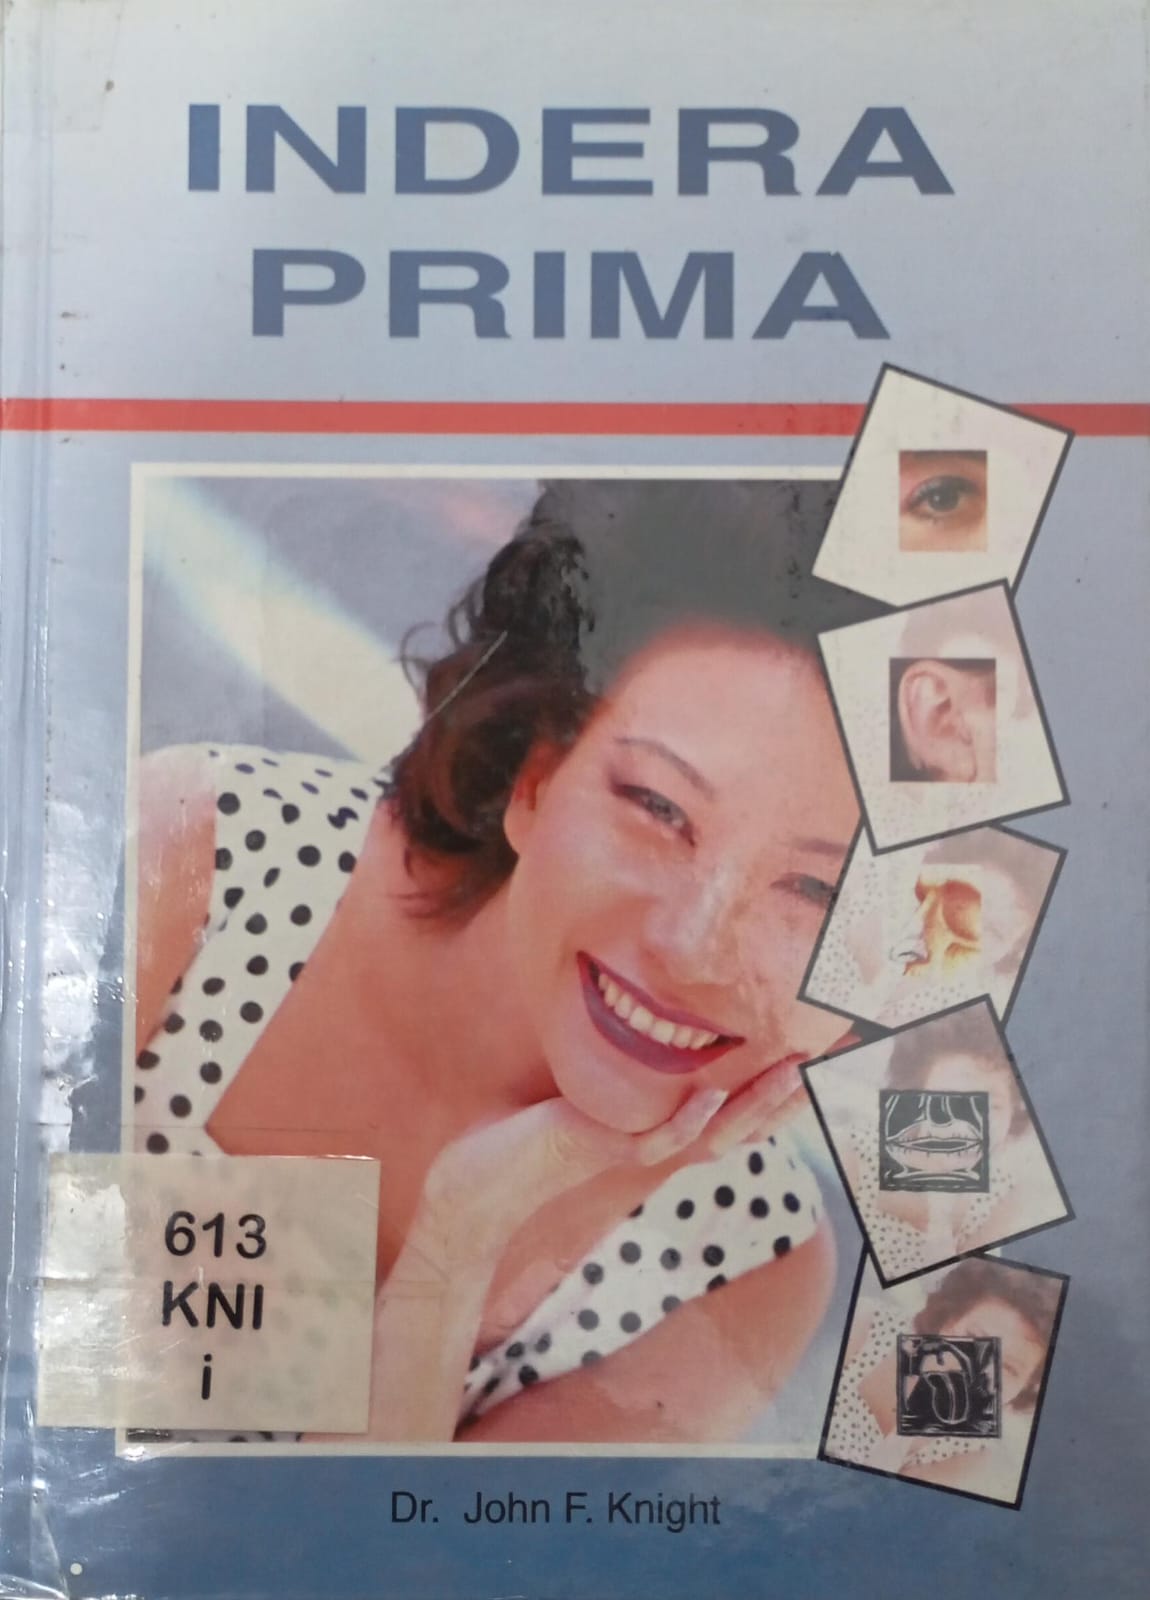 INDERA
PRIMA
613
KNI
i
Dr. John F. Knight